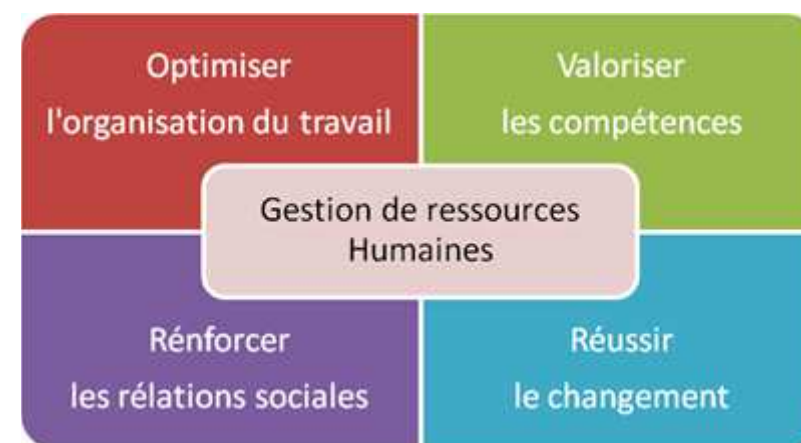 Optimiser
l'organisation du travail
Valoriser
les compétences
Gestion de ressources
Humaines
Rénforcer
les rélations sociales
Réussir
le changement